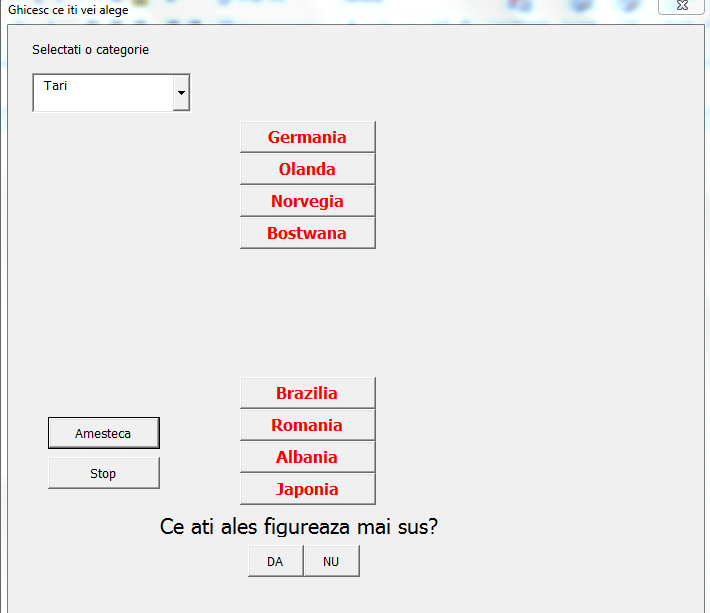 Ghicesc ce iti vei alege
Selectati o categorie
Tari
Germania
Olanda
Norvegia
Bostwana
Brazilia
Romania
Albania
Japonia
Amesteca
Stop
Ce ati ales figureaza mai sus?
DA NU